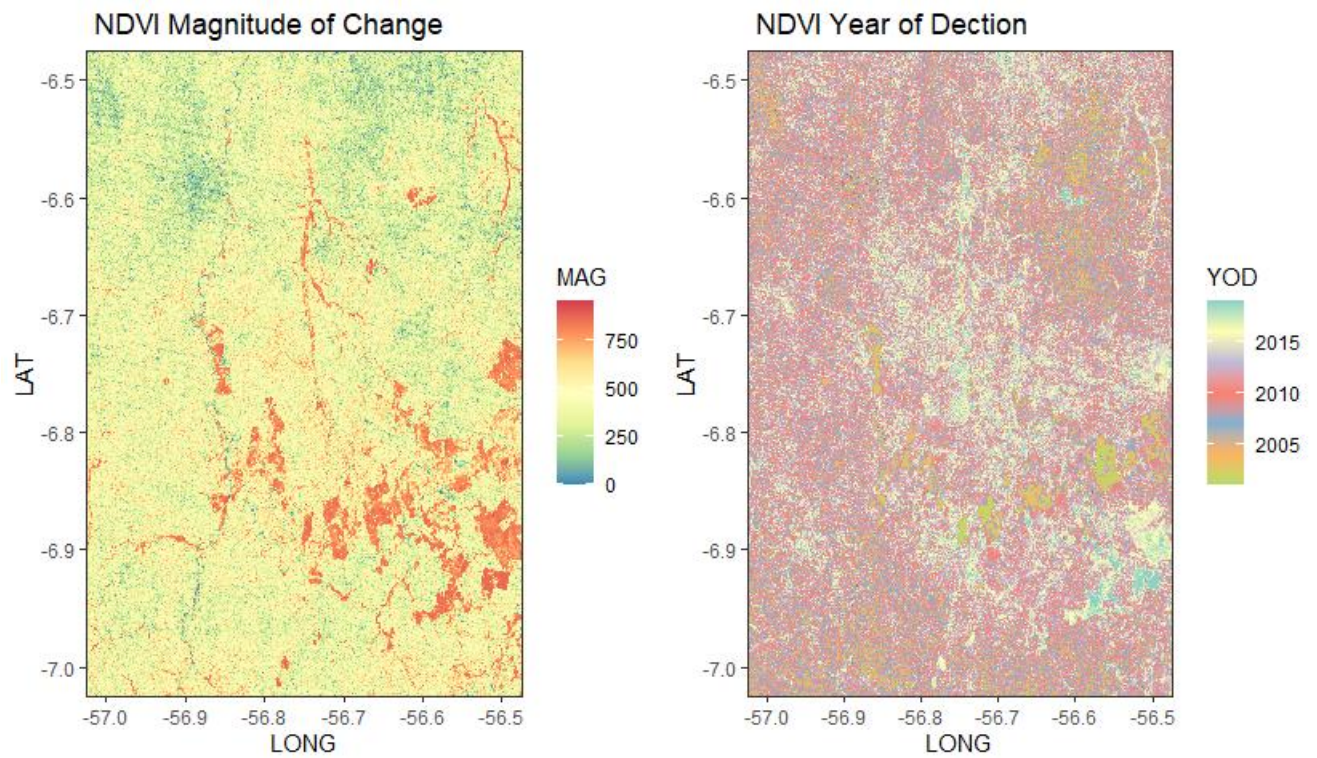 NDVI Magnitude of Change
-6.5
-6.6
-6.7
-6.8
-6.9
-7.0
LAT
-57.0 -56.9 -56.8 -56.7 -56.6 -56.5
LONG
MAG
750
500
250
0
NDVI Year of Dection
-6.5
-6.6
-6.7
-6.8
-6.9
-7.0
LAT
-57.0 -56.9 -56.8 -56.7 -56.6 -56.5
LONG
YOD
2015
2010
2005